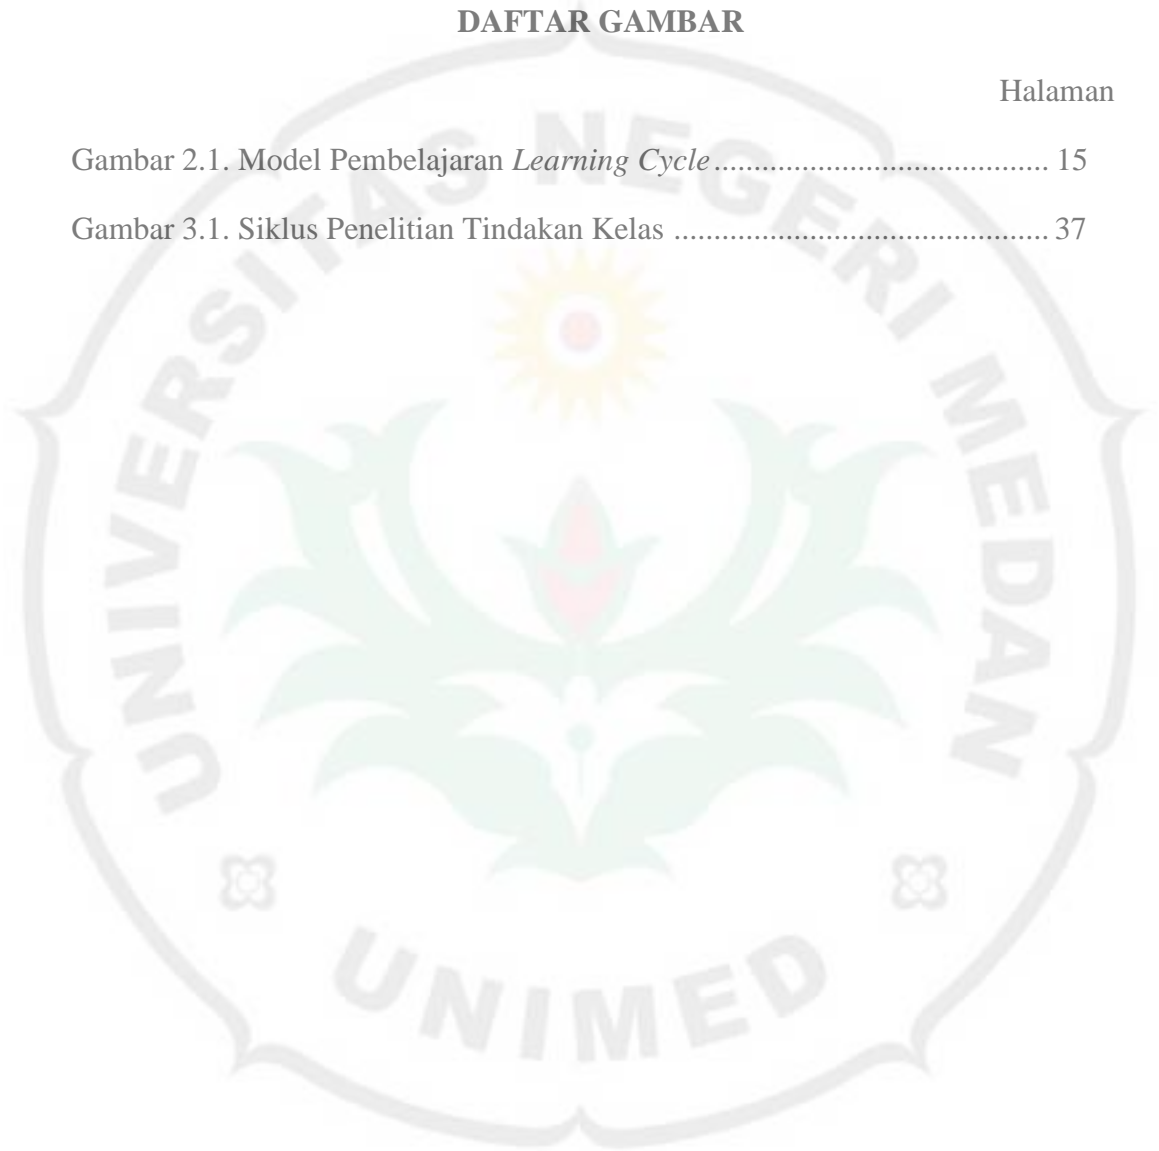 DAFTAR GAMBAR
Halaman
Gambar 2.1. Model Pembelajaran Learning Cycle.......................................... 15
Gambar 3.1. Siklus Penelitian Tindakan Kelas ............................................... 37
UNIVERSITAS NEGERI MEDAN
UNIMED